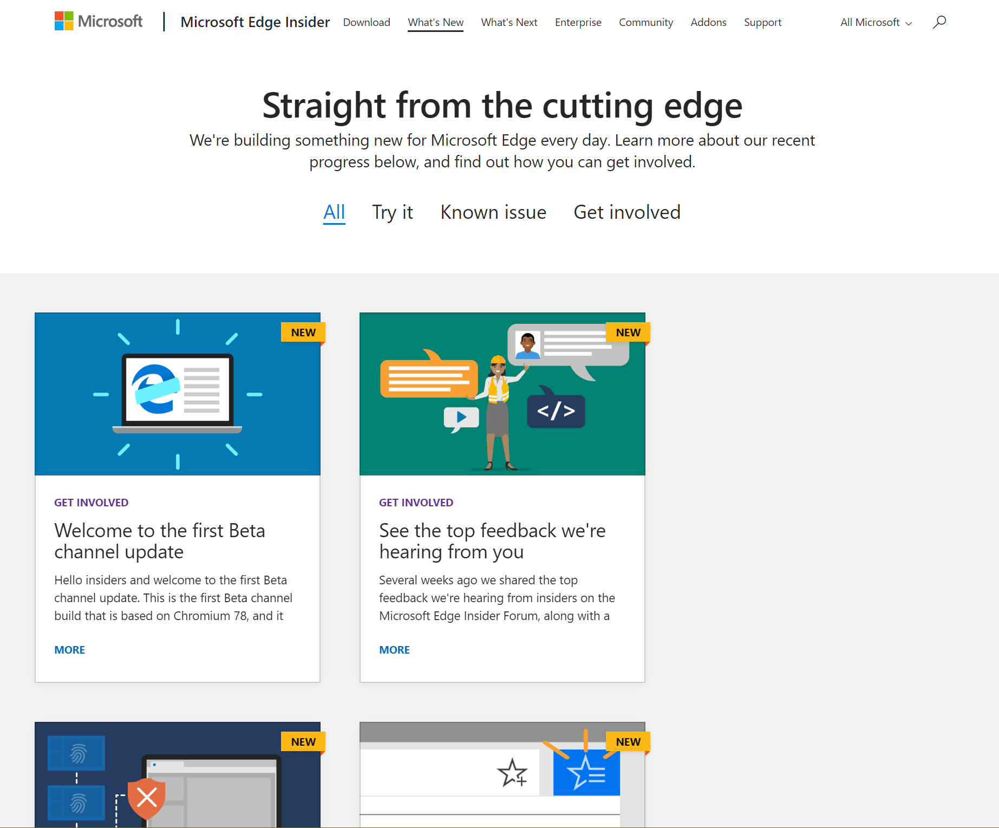 Microsoft | Microsoft Edge Insider Download What's New What's Next Enterprise Community Addons Support All Microsoft
Straight from the cutting edge
We're building something new for Microsoft Edge every day. Learn more about our recent
progress below, and find out how you can get involved.
All Try it Known issue Get involved
NEW
GET INVOLVED
Welcome to the first Beta
channel update
Hello insiders and welcome to the first Beta
channel update. This is the first Beta channel
build that is based on Chromium 78, and it
MORE
NEW
</>
GET INVOLVED
See the top feedback we're
hearing from you
Several weeks ago we shared the top
feedback we're hearing from insiders on the
Microsoft Edge Insider Forum, along with a
MORE
NEW
NEW